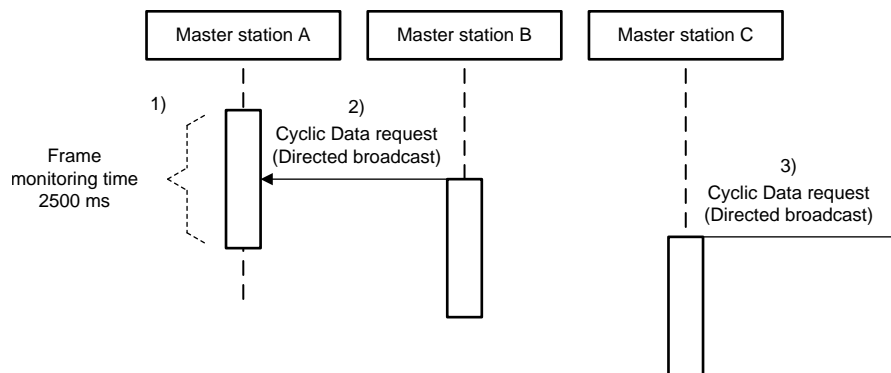 Master station A
Master station B
Master station C
1)
Frame
monitoring time
2500 ms
2)
Cyclic Data request
(Directed broadcast)
3)
Cyclic Data request
(Directed broadcast)